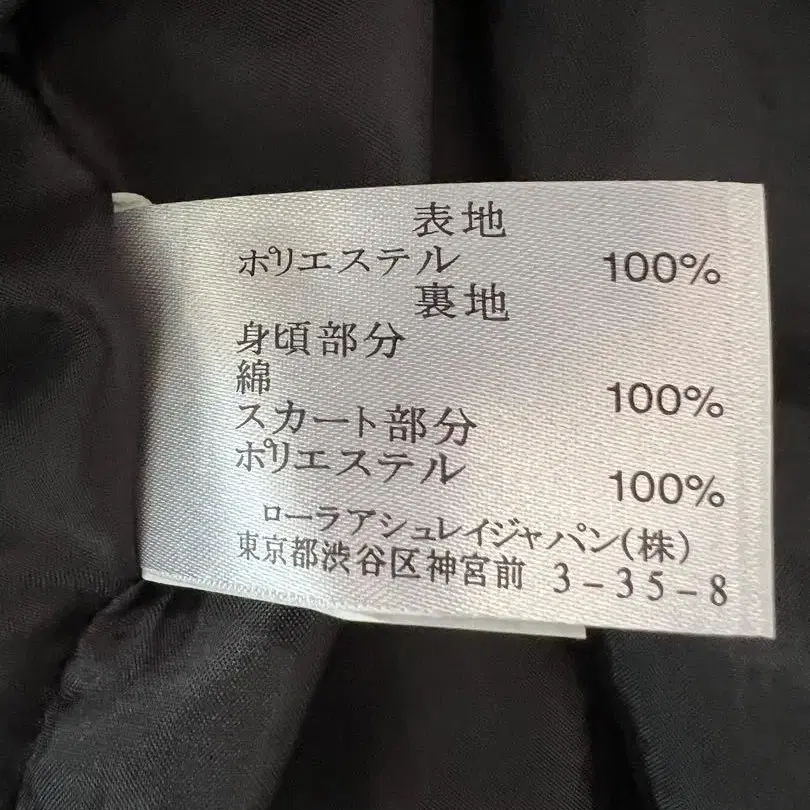 表地
ポリエステル 100%
裏地
身頃部分
綿 100%
スカート部分
ポリエステル 100%
ローラアシュレイジャパン(株)
東京都渋谷区神宮前 3-35-8